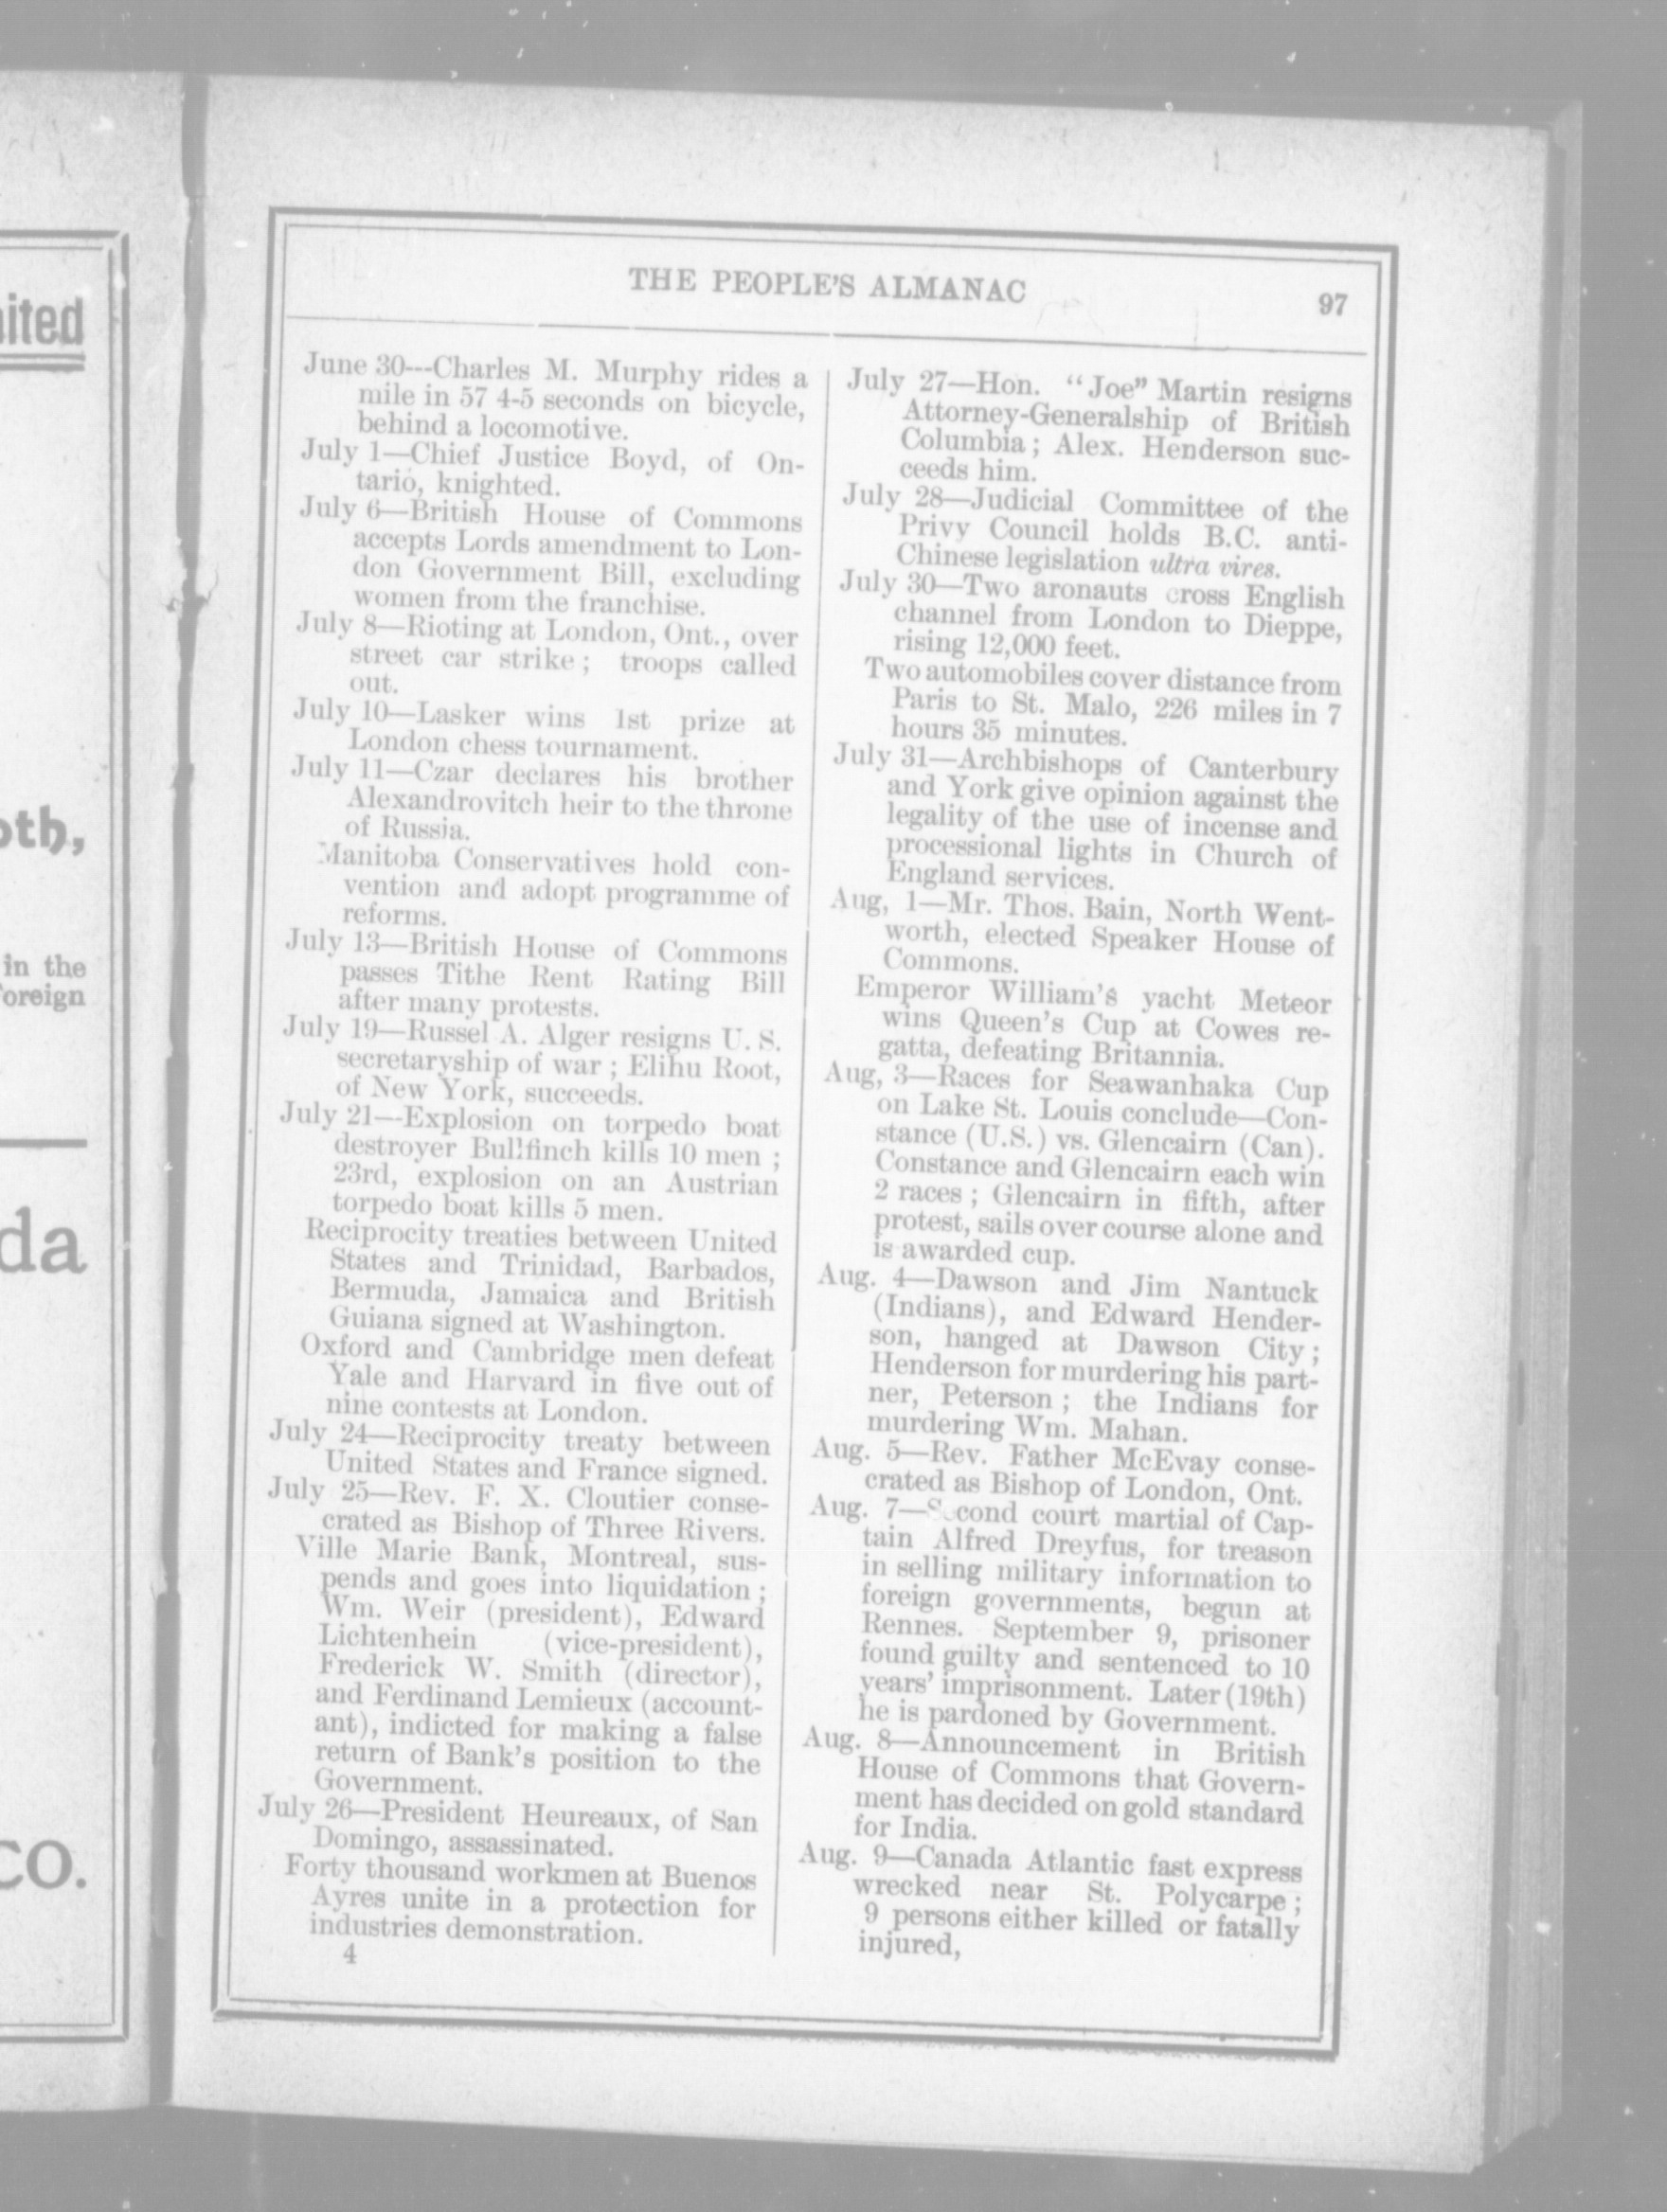 ited
oth,
in the
oreign
da
CO.
THE PEOPLE'S ALMANAC
97
June 30---Charles M. Murphy rides a
mile in 57 4-5 seconds on bicycle,
behind a locomotive.
July 1—Chief Justice Boyd, of On-
tario, knighted.
July 6—British House of Commons
accepts Lords amendment to Lon-
don Government Bill, excluding
women from the franchise.
July 8—Rioting at London, Ont., over
street car strike; troops called
out.
July 10—Lasker wins 1st prize at
London chess tournament.
July 11—Czar declares his brother
Alexandrovitch heir to the throne
of Russia.
Manitoba Conservatives hold con-
vention and adopt programme of
reforms.
July 13—British House of Commons
passes Tithe Rent Rating Bill
after many protests.
July 19—Russel A. Alger resigns U. S.
secretaryship of war; Elihu Root,
of New York, succeeds.
July 21—Explosion on torpedo boat
destroyer Bullfinch kills 10 men;
23rd, explosion on an Austrian
torpedo boat kills 5 men.
Reciprocity treaties between United
States and Trinidad, Barbados,
Bermuda, Jamaica and British
Guiana signed at Washington.
Oxford and Cambridge men defeat
Yale and Harvard in five out of
nine contests at London.
July 24—Reciprocity treaty between
United States and France signed.
July 25—Rev. F. X. Cloutier conse-
crated as Bishop of Three Rivers.
Ville Marie Bank, Montreal, sus-
pends and goes into liquidation;
Wm. Weir (president), Edward
Lichtenhein (vice-president),
Frederick W. Smith (director),
and Ferdinand Lemieux (account-
ant), indicted for making a false
return of Bank's position to the
Government.
July 26—President Heureaux, of San
Domingo, assassinated.
Forty thousand workmen at Buenos
Ayres unite in a protection for
industries demonstration.
4
July 27—Hon. "Joe" Martin resigns
Attorney-Generalship of British
Columbia; Alex. Henderson suc-
ceeds him.
July 28—Judicial Committee of the
Privy Council holds B.C. anti-
Chinese legislation ultra vires.
July 30—Two aronauts cross English
channel from London to Dieppe,
rising 12,000 feet.
Two automobiles cover distance from
Paris to St. Malo, 226 miles in 7
hours 35 minutes.
July 31—Archbishops of Canterbury
and York give opinion against the
legality of the use of incense and
processional lights in Church of
England services.
Aug, 1—Mr. Thos. Bain, North Went-
worth, elected Speaker House of
Commons.
Emperor William's yacht Meteor
wins Queen's Cup at Cowes re-
gatta, defeating Britannia.
Aug, 3—Races for Seawanhaka Cup
on Lake St. Louis conclude—Con-
stance (U.S.) vs. Glencairn (Can).
Constance and Glencairn each win
2 races; Glencairn in fifth, after
protest, sails over course alone and
is awarded cup.
Aug. 4—Dawson and Jim Nantuck
(Indians), and Edward Hender-
son, hanged at Dawson City;
Henderson for murdering his part-
ner, Peterson; the Indians for
murdering Wm. Mahan.
Aug. 5—Rev. Father McEvay conse-
crated as Bishop of London, Ont.
Aug. 7—Second court martial of Cap-
tain Alfred Dreyfus, for treason
in selling military information to
foreign governments, begun at
Rennes. September 9, prisoner
found guilty and sentenced to 10
years' imprisonment. Later (19th)
he is pardoned by Government.
Aug. 8—Announcement in British
House of Commons that Govern-
ment has decided on gold standard
for India.
Aug. 9—Canada Atlantic fast express
wrecked near St. Polycarpe;
9 persons either killed or fatally
injured,